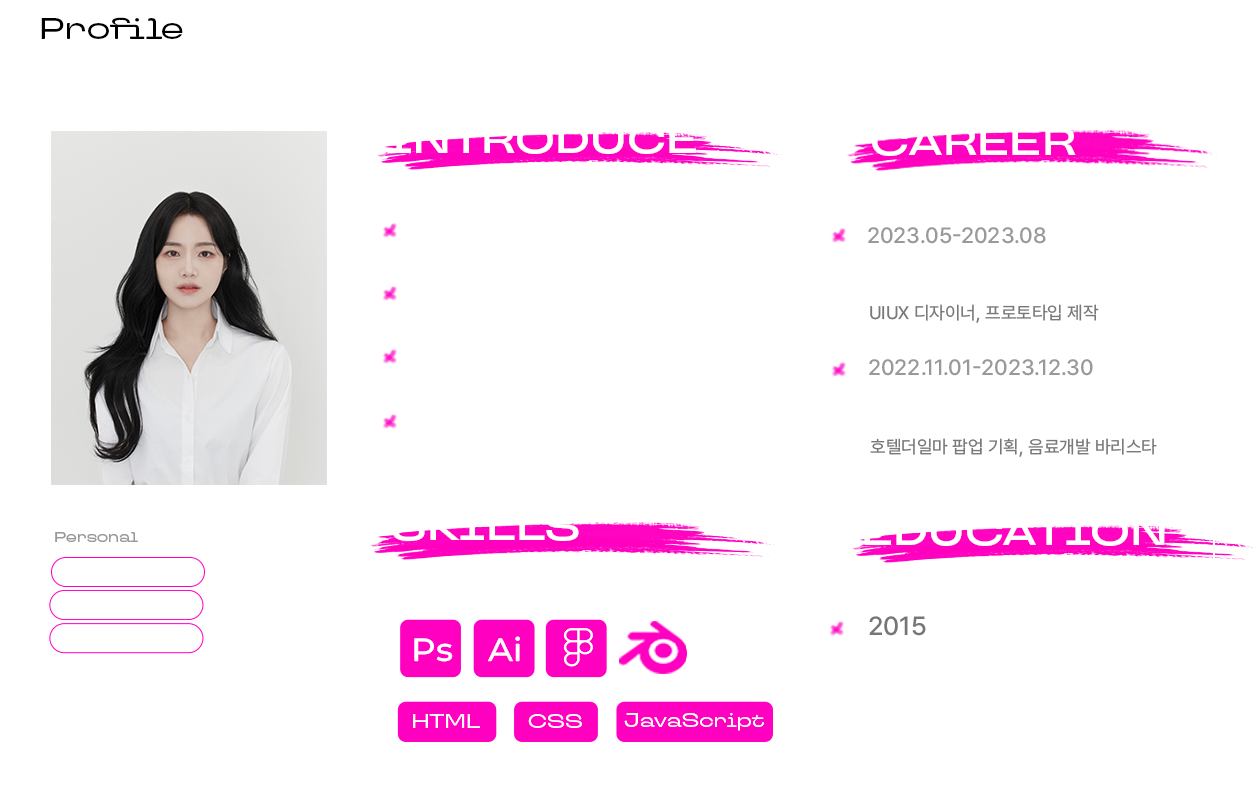 Profile
INTRODUCE
CAREER
2023.05-2023.08
UIUX 디자이너, 프로토타입 제작
2022.11.01-2023.12.30
호텔더일마 팝업 기획, 음료개발 바리스타
Personal
SKILLS
EDUCATION
Ps
Ai
2015
HTML
CSS
JavaScript